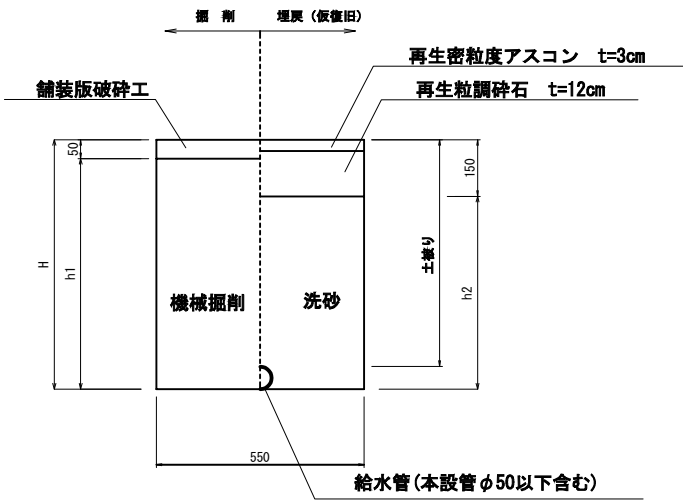 掘 削
埋戻（仮復旧）
再生密粒度アスコン t=3cm
舗装版破砕工
再生粒調砕石 t=12cm
50
150
H
h1
土被り
h2
機械掘削
洗砂
550
給水管(本設管φ50以下含む)